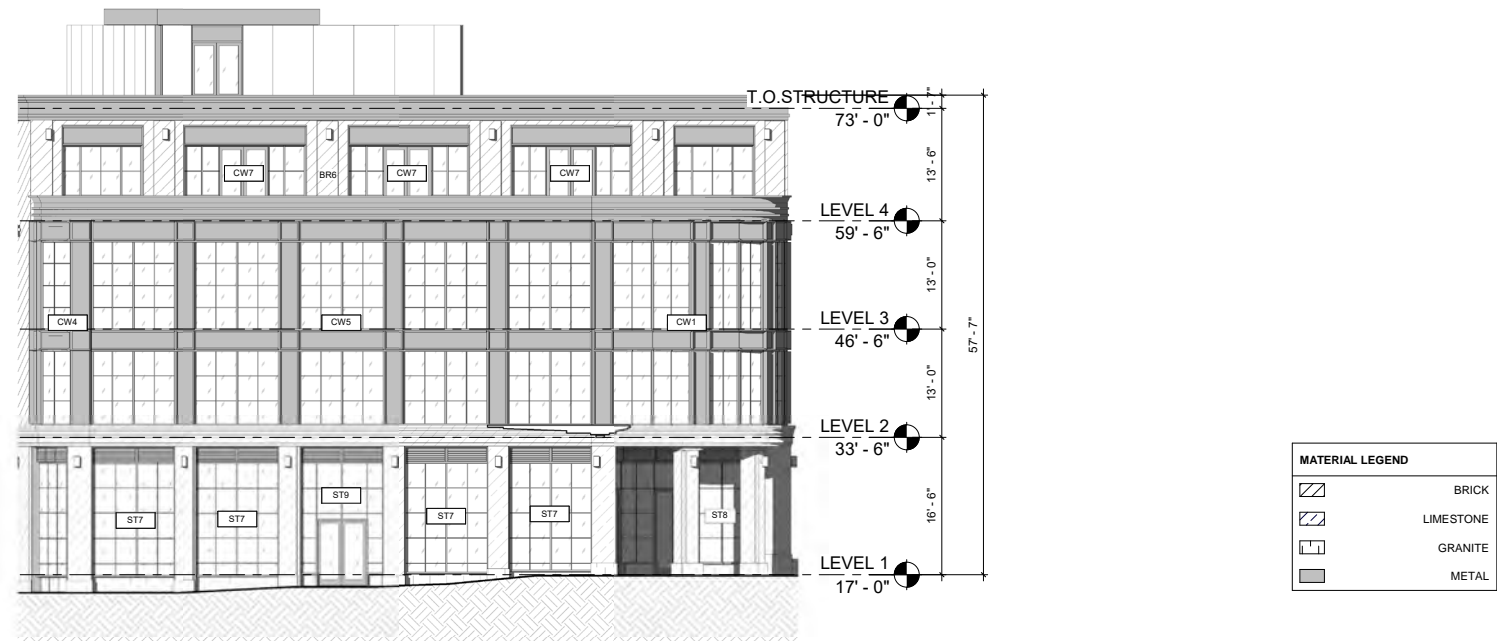 T.O.STRUCTURE
73' - 0"
1' - 7"
13' - 6"
CW7
BR6
CW7
CW7
LEVEL 4
59' - 6"
13' - 0"
CW4
CW5
CW1
LEVEL 3
46' - 6"
57' - 7"
13' - 0"
LEVEL 2
33' - 6"
16' - 6"
ST7
ST7
ST9
ST7
ST7
ST8
LEVEL 1
17' - 0"
MATERIAL LEGEND
BRICK
LIMESTONE
GRANITE
METAL